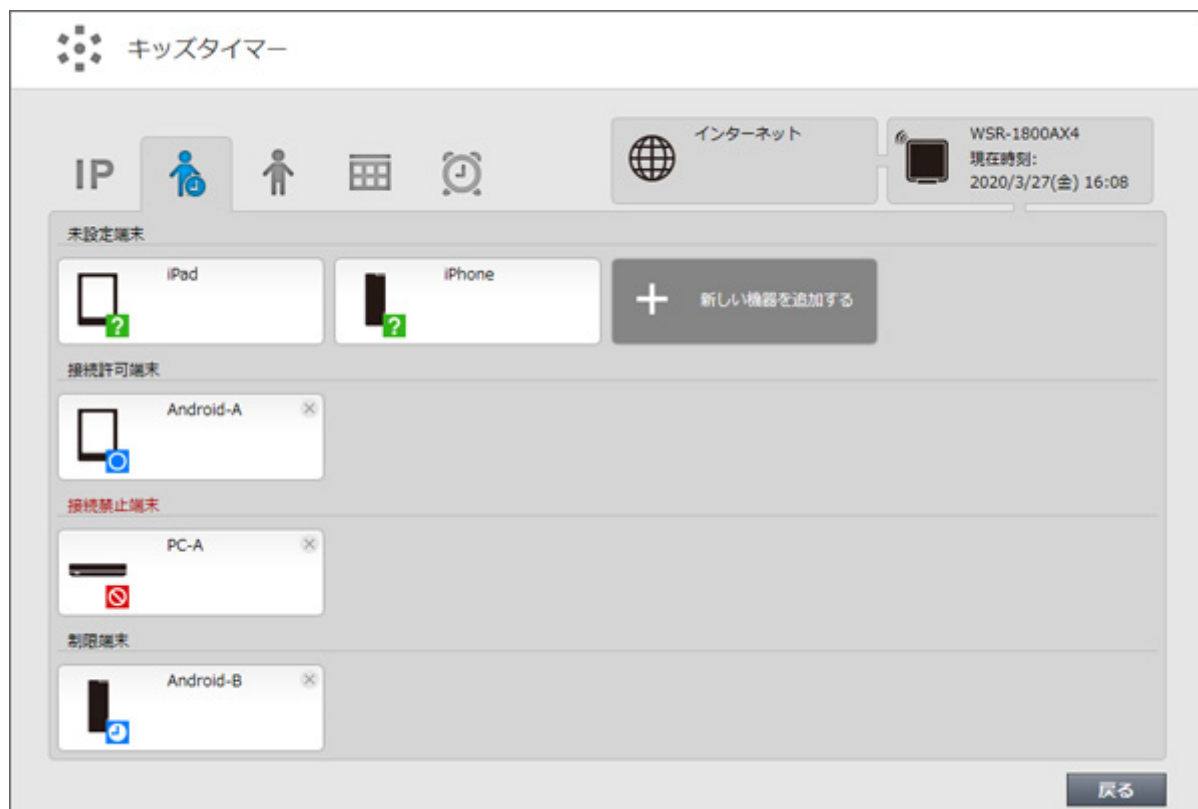 キッズタイマー
IP
インターネット
WSR-1800AX4
現在時刻:
2020/3/27(金) 16:08
未設定端末
iPad
iPhone
新しい機器を追加する
接続許可端末
Android-A
接続禁止端末
PC-A
制限端末
Android-B
戻る